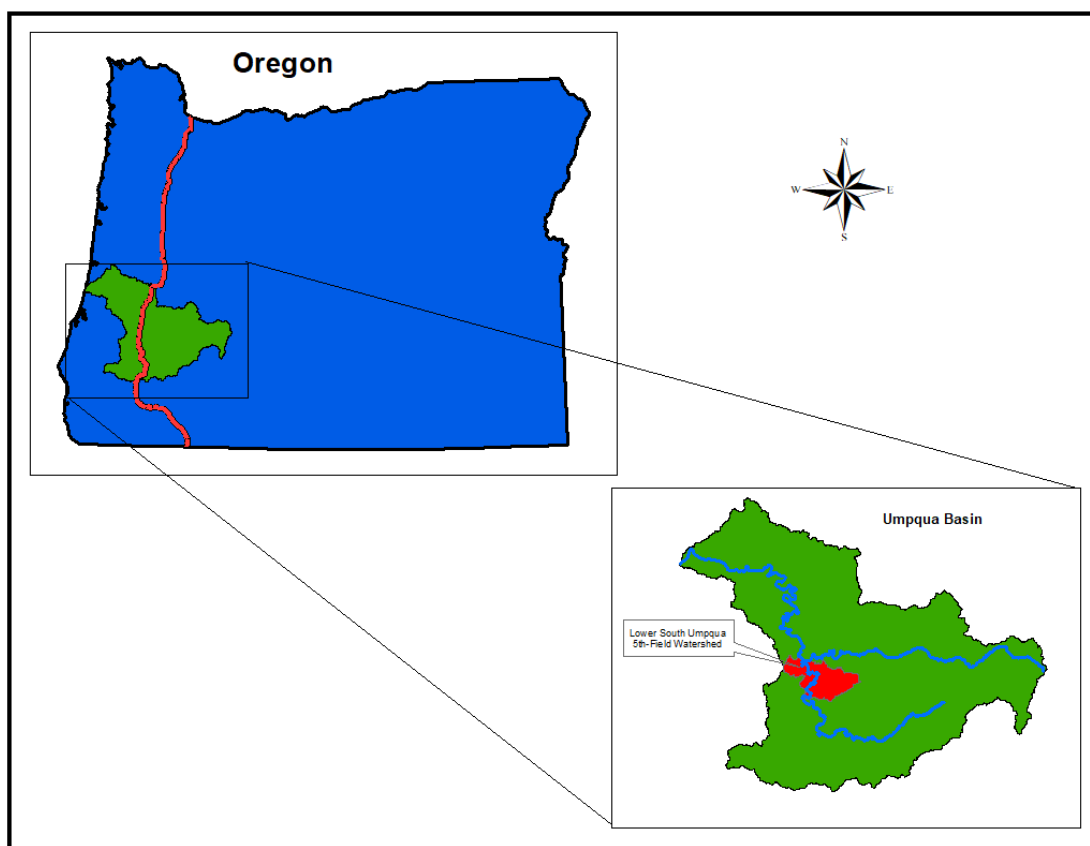 Oregon
N
W
E
S
Umpqua Basin
Lower South Umpqua
5th-Field Watershed